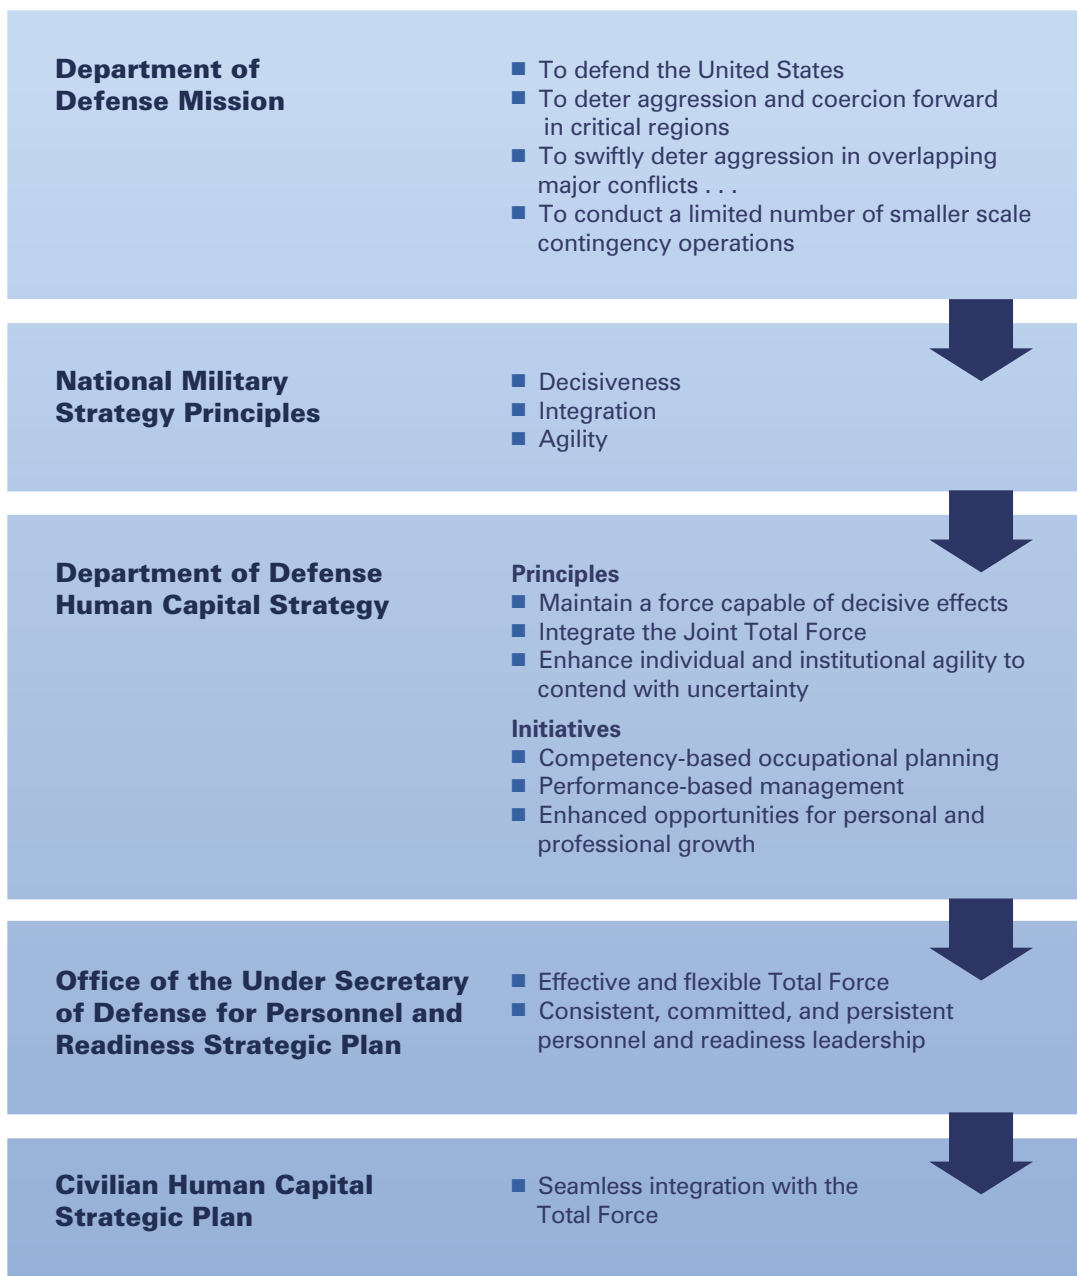 Department of
Defense Mission
■ To defend the United States
■ To deter aggression and coercion forward
in critical regions
■ To swiftly deter aggression in overlapping
major conflicts . . .
■ To conduct a limited number of smaller scale
contingency operations
National Military
Strategy Principles
■ Decisiveness
■ Integration
■ Agility
Department of Defense
Human Capital Strategy
Principles
■ Maintain a force capable of decisive effects
■ Integrate the Joint Total Force
■ Enhance individual and institutional agility to
contend with uncertainty
Initiatives
■ Competency-based occupational planning
■ Performance-based management
■ Enhanced opportunities for personal and
professional growth
Office of the Under Secretary
of Defense for Personnel and
Readiness Strategic Plan
■ Effective and flexible Total Force
■ Consistent, committed, and persistent
personnel and readiness leadership
Civilian Human Capital
Strategic Plan
■ Seamless integration with the
Total Force